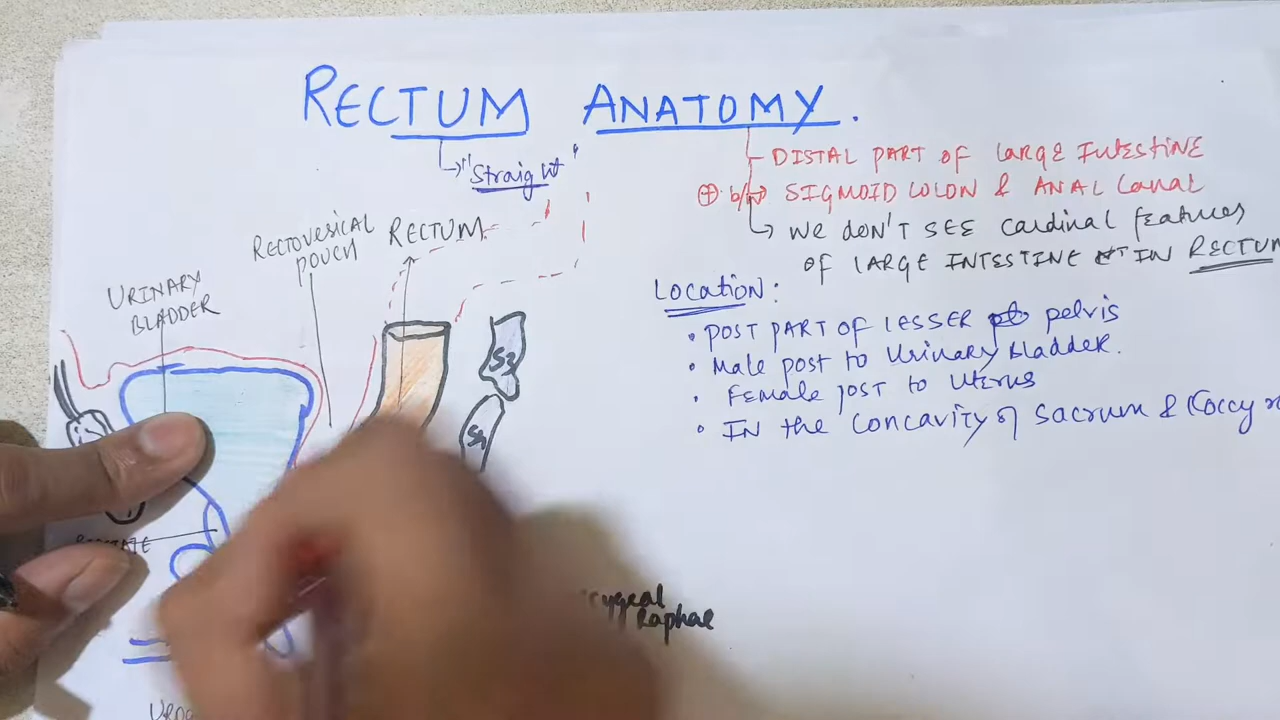 RECTUM ANATOMY.
"Straight"
DISTAL PART OF LARGE INTESTINE
⊕ b/w SIGMOID COLON & ANAL Canal
We don't SEE cardinal features
OF LARGE INTESTINE IN RECTUM
Location:
• POST PART OF LESSER pelvis
• Male post to Urinary Bladder.
• Female post to Uterus
• IN the Concavity of Sacrum &
RECTOVESICAL
POUCH
RECTUM
URINARY
BLADDER
S3
S4
Raphae